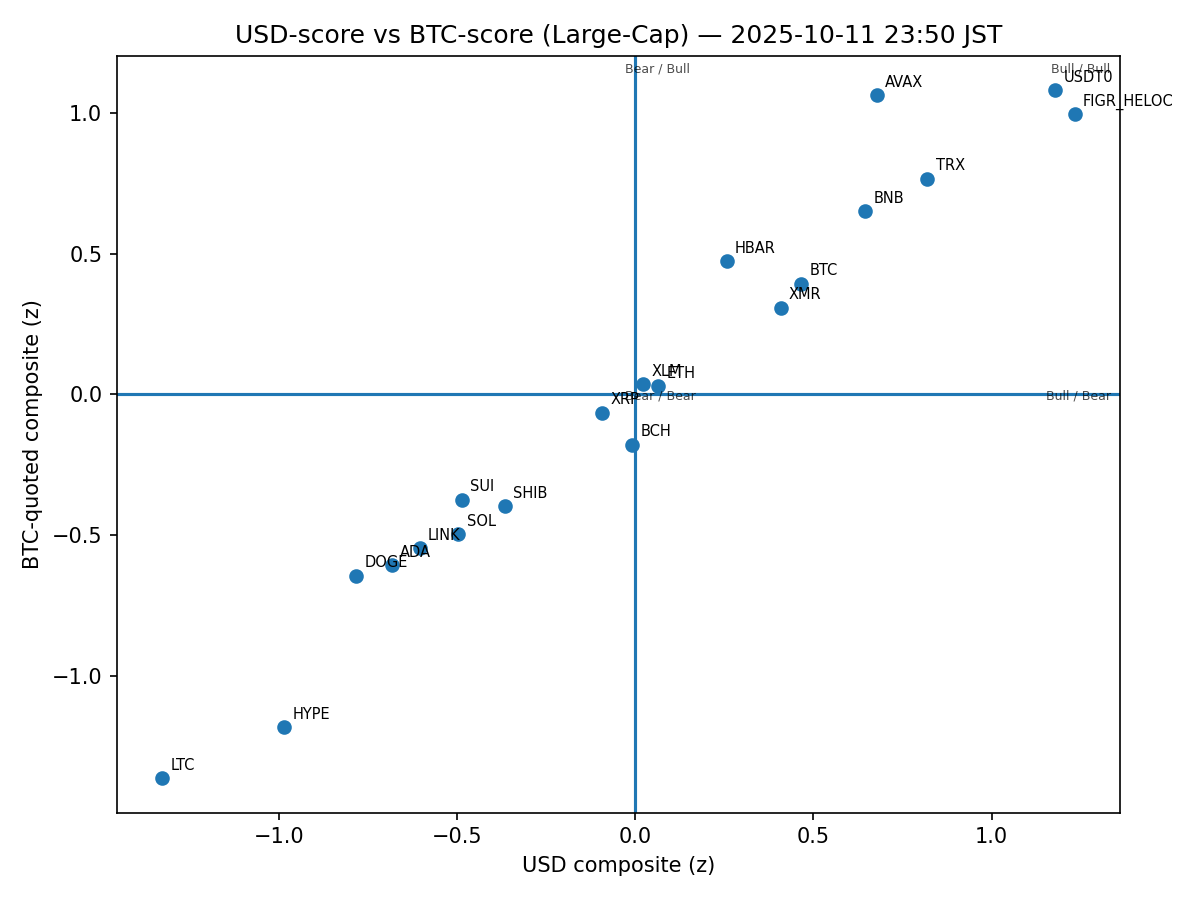 USD-score vs BTC-score (Large-Cap) — 2025-10-11 23:50 JST
Bear / Bull
Bull / Bull
USDT0
AVAX
FIGR_HELOC
1.0
TRX
BNB
0.5
HBAR
BTC
XMR
XLM
ETH
0.0
XRP
Bear / Bear
Bull / Bear
BCH
SUI
SHIB
SOL
−0.5
LINK
ADA
DOGE
−1.0
HYPE
LTC
BTC-quoted composite (z)
−1.0
−0.5
0.0
0.5
1.0
USD composite (z)